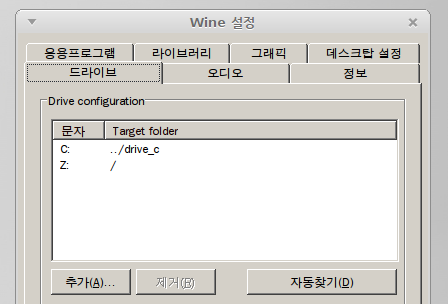 Wine 설정
응용프로그램 라이브러리 그래픽 데스크탑 설정
드라이브 오디오 정보
Drive configuration
문자 Target folder
C: ../drive_c
Z: /
추가(A)... 제거(R) 자동찾기(D)